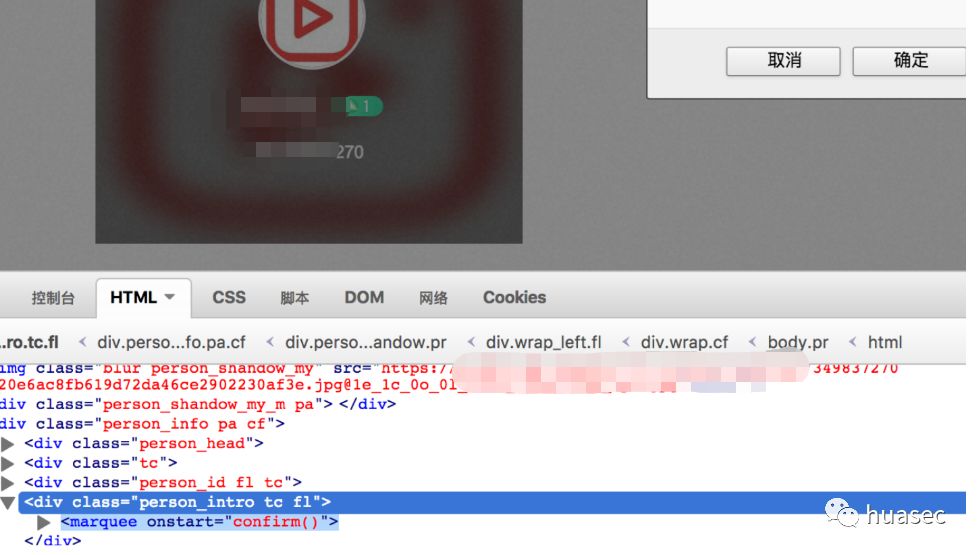 取消
确定
1
270
控制台 HTML CSS 脚本 DOM 网络 Cookies
..ro.tc.fl < div.perso...fo.pa.cf < div.perso...andow.pr < div.wrap_left.fl < div.wrap.cf < body.pr < html
img class="blur person_shandow_my" src="https:/ 349837270
20e6ac8fb619d72da46ce2902230af3e.jpg@1e_1c_0o_0l
div class="person_shandow_my_m pa"> </div>
div class="person_info pa cf">
<div class="person_head">
<div class="tc">
<div class="person_id fl tc">
<div class="person_intro tc fl">
<marquee onstart="confirm()">
</div>
huasec